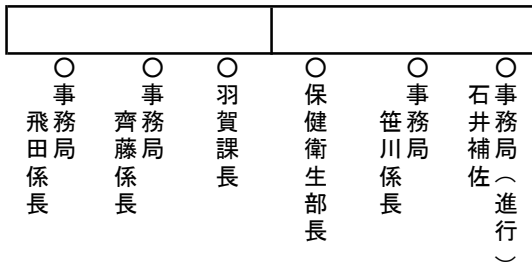 ○事務局（進行）
石井補佐
○事務局
笹川係長
○保健衛生部長
○羽賀課長
○事務局
齊藤係長
○事務局
飛田係長